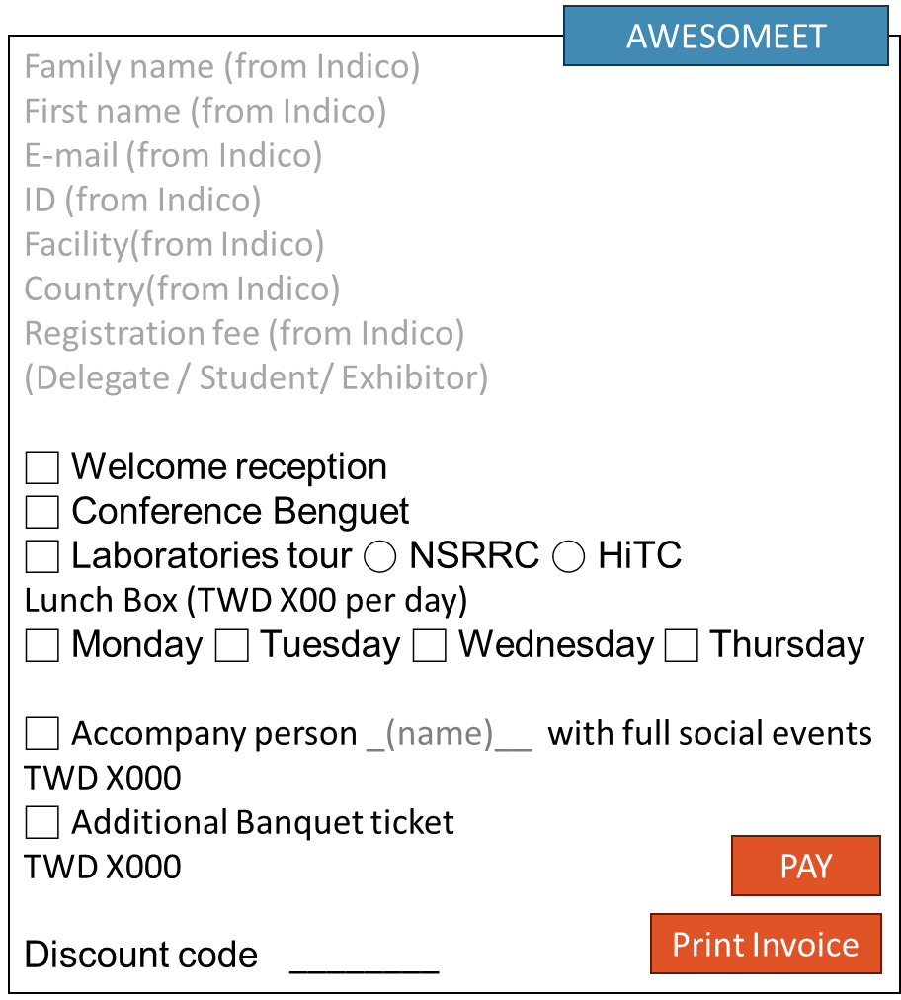 AWESOMEET
Family name (from Indico)
First name (from Indico)
E-mail (from Indico)
ID (from Indico)
Facility(from Indico)
Country(from Indico)
Registration fee (from Indico)
(Delegate / Student/ Exhibitor)
Welcome reception
Conference Benguet
Laboratories tour NSRRC HiTC
Lunch Box (TWD X00 per day)
Monday Tuesday Wednesday Thursday
Accompany person _(name)__ with full social events
TWD X000
Additional Banquet ticket
TWD X000
PAY
Print Invoice
Discount code ________